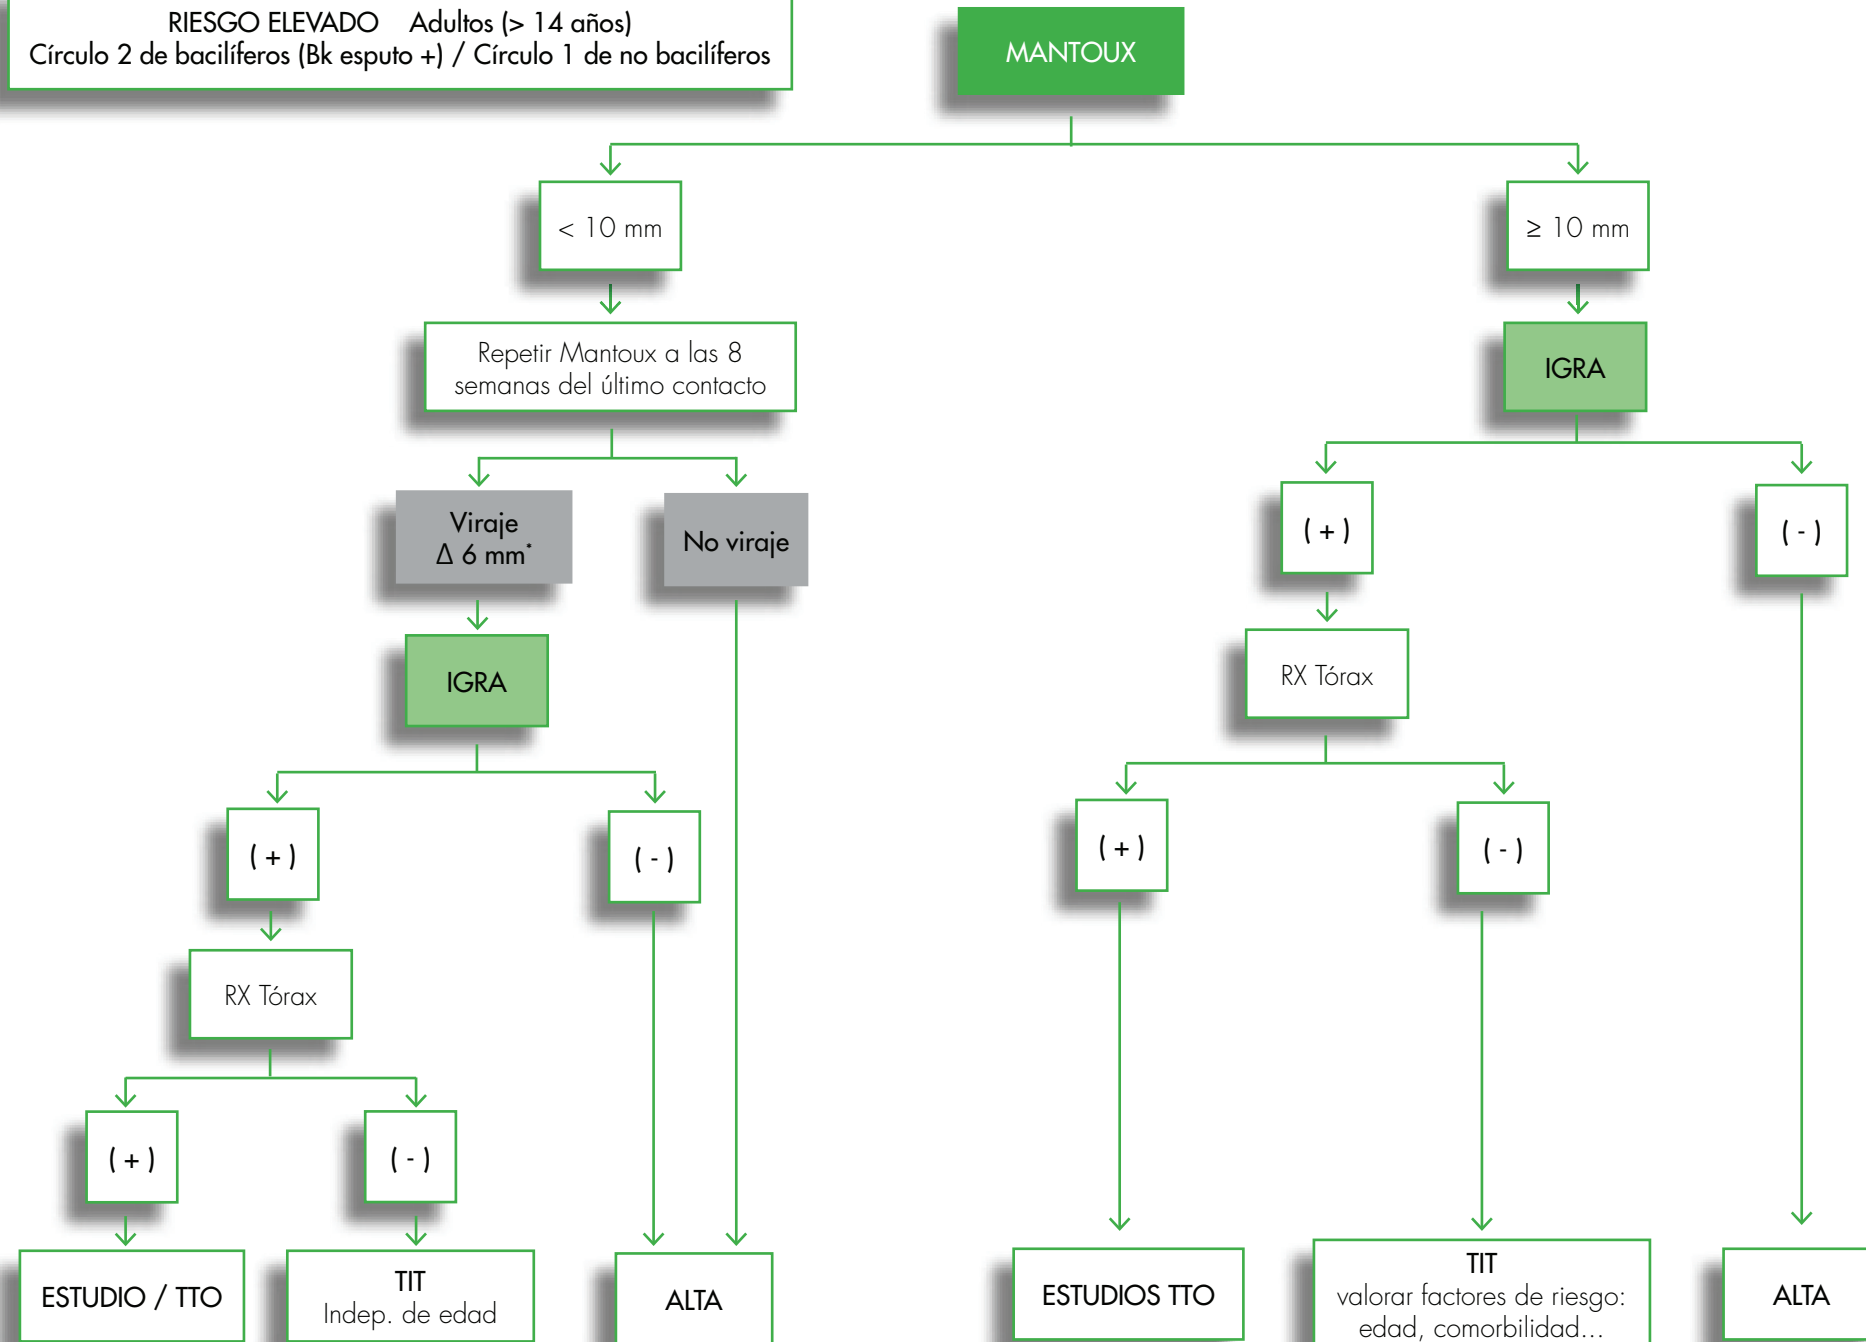 RIESGO ELEVADO Adultos (> 14 años)
Círculo 2 de bacilíferos (Bk esputo +) / Círculo 1 de no bacilíferos
MANTOUX
< 10 mm
≥ 10 mm
Repetir Mantoux a las 8
semanas del último contacto
IGRA
Viraje
Δ 6 mm*
No viraje
( + )
( - )
IGRA
RX Tórax
( + )
( - )
( + )
( - )
RX Tórax
( + )
( - )
ESTUDIO / TTO
TIT
Indep. de edad
ALTA
ESTUDIOS TTO
TIT
valorar factores de riesgo:
edad, comorbilidad...
ALTA